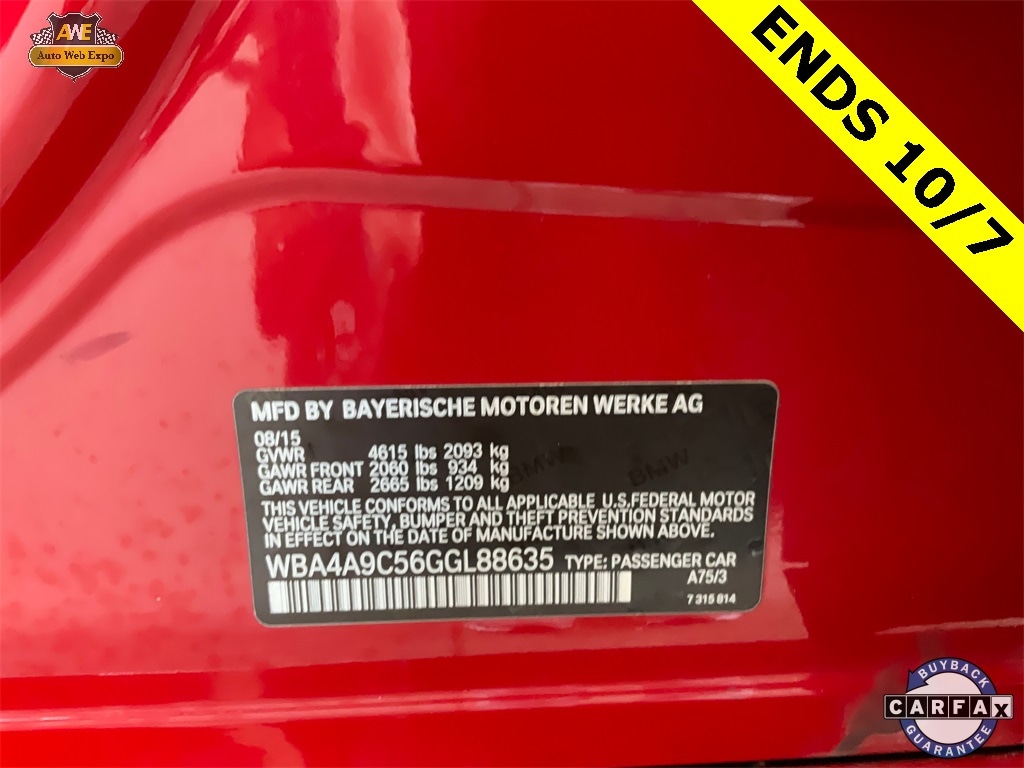 AWE
Auto Web Expo
ENDS 10/7
MFD BY BAYERISCHE MOTOREN WERKE AG
08/15
GVWR 4615 lbs 2093 kg
GAWR FRONT 2060 lbs 934 kg
GAWR REAR 2665 lbs 1209 kg
THIS VEHICLE CONFORMS TO ALL APPLICABLE U.S.FEDERAL MOTOR
VEHICLE SAFETY, BUMPER AND THEFT PREVENTION STANDARDS
IN EFFECT ON THE DATE OF MANUFACTURE SHOWN ABOVE.
WBA4A9C56GGL88635 TYPE: PASSENGER CAR
A75/3
7 315 814
BUYBACK
CARFAX
GUARANTEE